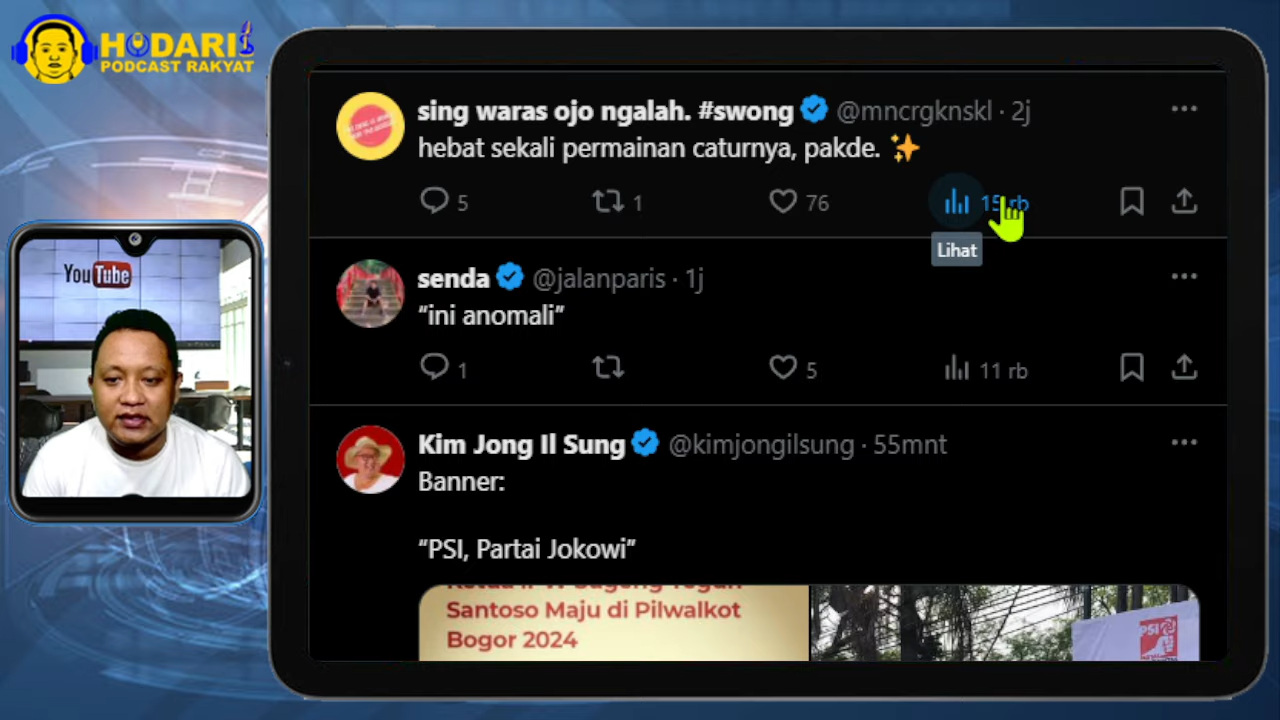 HODARI
PODCAST RAKYAT
YouTube
sing waras ojo ngalah. #swong @mncrgknskl · 2j
hebat sekali permainan caturnya, pakde. ✨
5 1 76 15 rb
Lihat
senda @jalanparis · 1j
“ini anomali”
1 5 11 rb
Kim Jong Il Sung @kimjongilsung · 55mnt
Banner:
“PSI, Partai Jokowi”
Santoso Maju di Pilwalkot
Bogor 2024
PSI